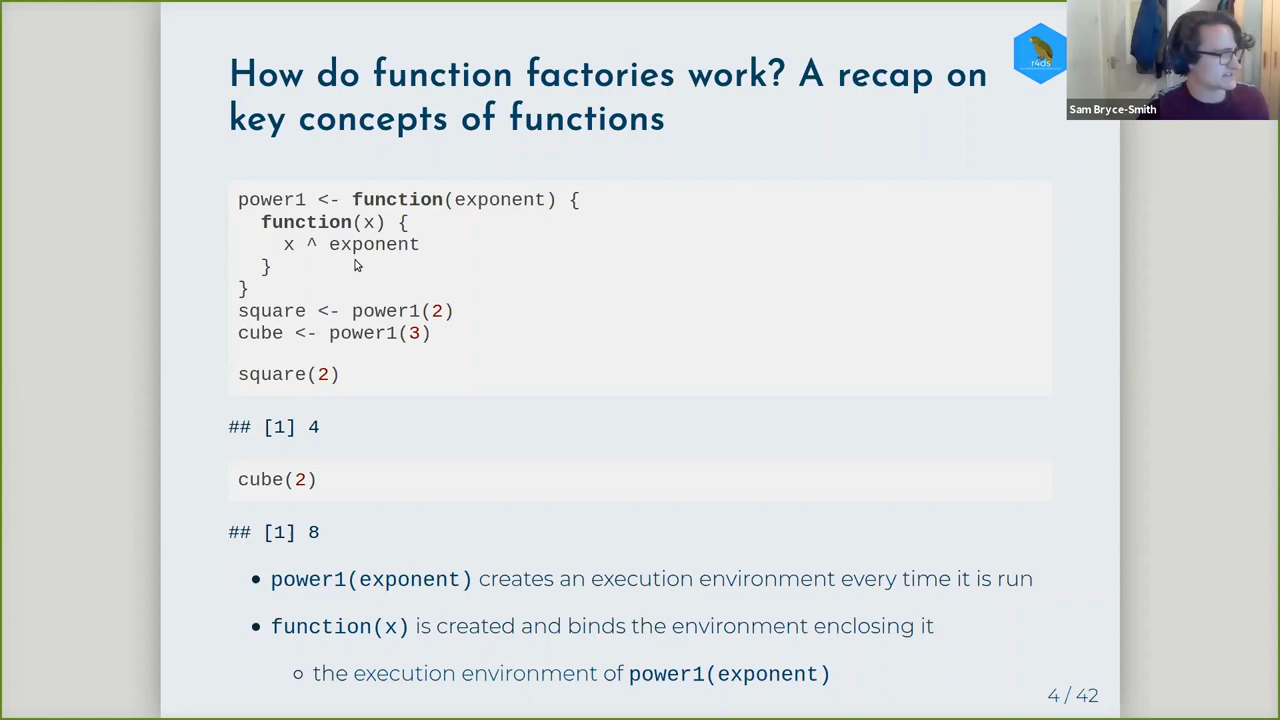 How do function factories work? A recap on
key concepts of functions
r4ds
Sam Bryce-Smith
power1 <- function(exponent) {
  function(x) {
    x ^ exponent
  }
}
square <- power1(2)
cube <- power1(3)
square(2)
## [1] 4
cube(2)
## [1] 8
• power1(exponent) creates an execution environment every time it is run
• function(x) is created and binds the environment enclosing it
○ the execution environment of power1(exponent)
4 / 42